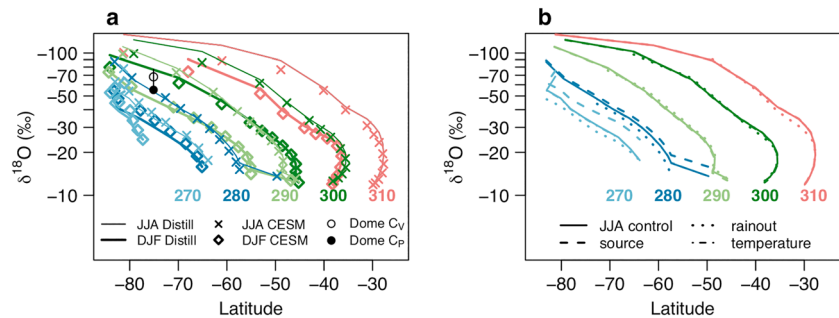 a
δ18O (‰)
−100
−70
−50
−30
−20
−10
270 280 290 300 310
JJA Distill JJA CESM Dome CV
DJF Distill DJF CESM Dome CP
−80 −70 −60 −50 −40 −30
Latitude
b
δ18O (‰)
−100
−70
−50
−30
−20
−10
270 280 290 300 310
JJA control rainout
source temperature
−80 −70 −60 −50 −40 −30
Latitude